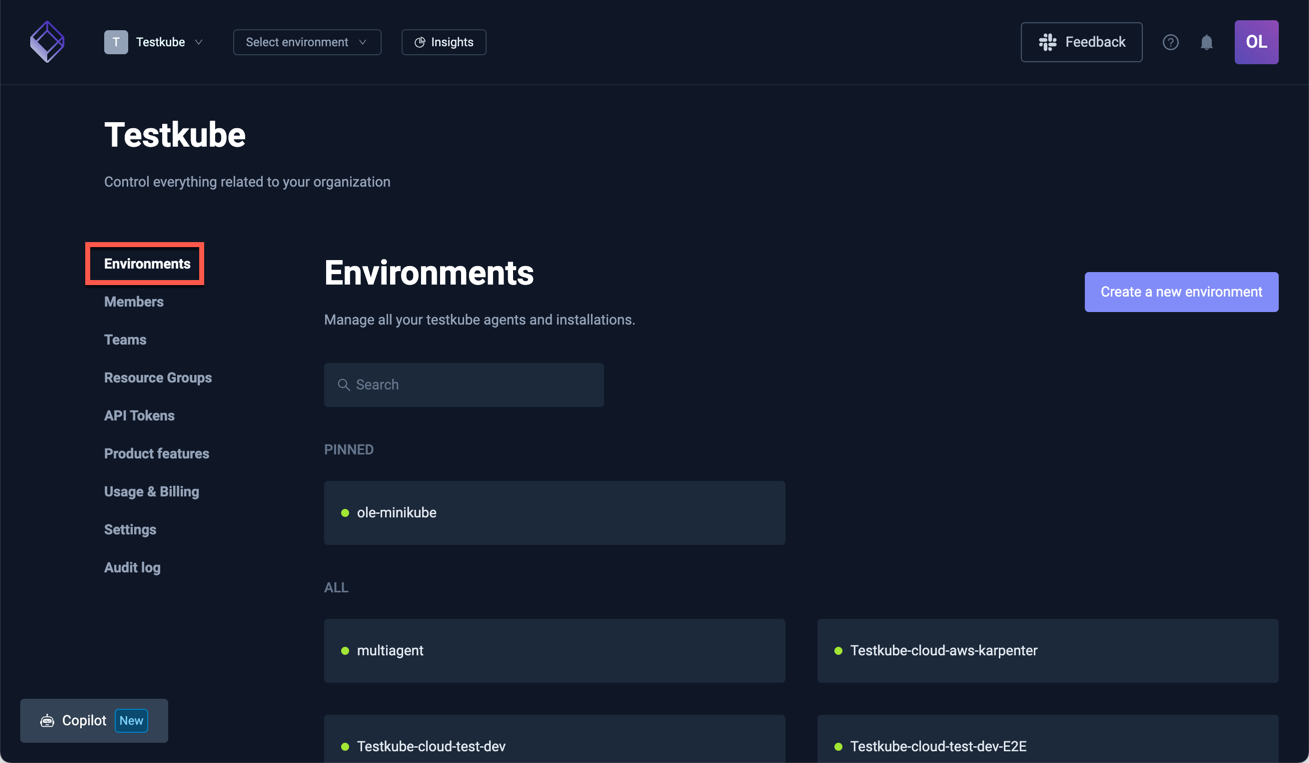 T Testkube Select environment Insights Feedback OL
Testkube
Control everything related to your organization
Environments
Members
Teams
Resource Groups
API Tokens
Product features
Usage & Billing
Settings
Audit log
Environments
Create a new environment
Manage all your testkube agents and installations.
Search
PINNED
ole-minikube
ALL
multiagent
Testkube-cloud-aws-karpenter
Testkube-cloud-test-dev
Testkube-cloud-test-dev-E2E
Copilot New